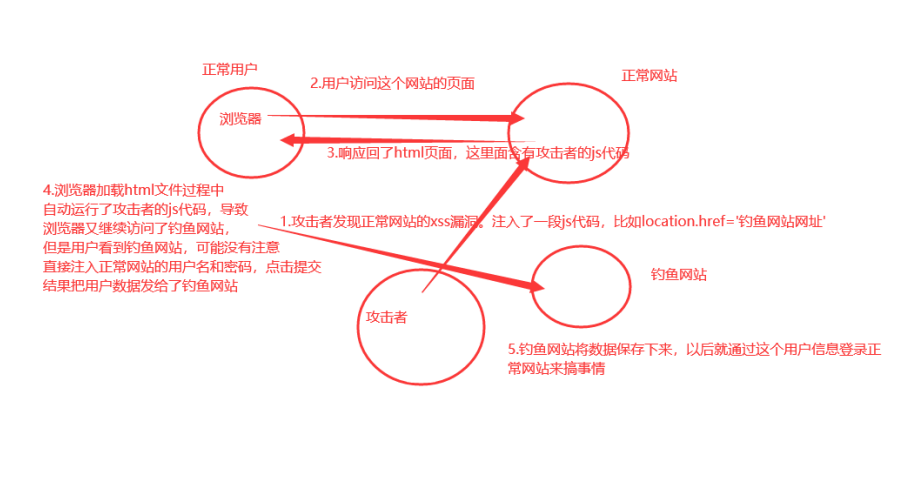 正常用户
正常网站
2.用户访问这个网站的页面
浏览器
3.响应回了html页面，这里面含有攻击者的js代码
4.浏览器加载html文件过程中
自动运行了攻击者的js代码，导致
浏览器又继续访问了钓鱼网站，
但是用户看到钓鱼网站，可能没有注意
直接注入正常网站的用户名和密码，点击提交
结果把用户数据发给了钓鱼网站
1.攻击者发现正常网站的xss漏洞。注入了一段js代码，比如location.href='钓鱼网站网址'
钓鱼网站
攻击者
5.钓鱼网站将数据保存下来，以后就通过这个用户信息登录正
常网站来搞事情